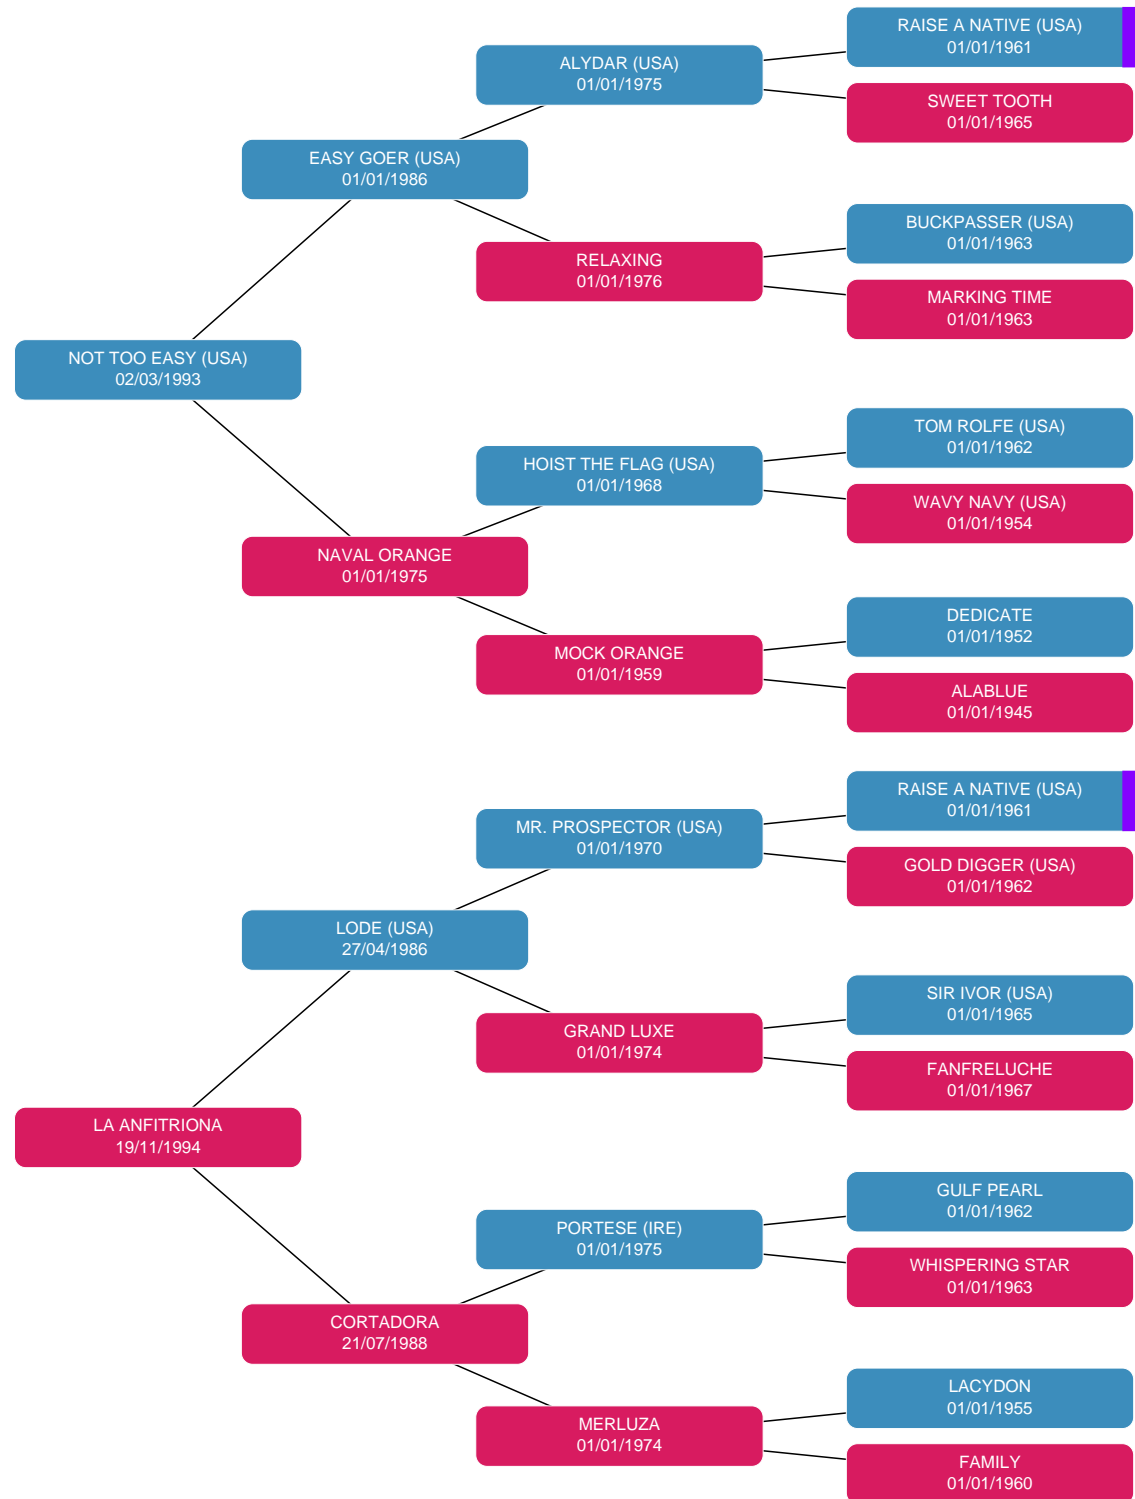 RAISE A NATIVE (USA)
01/01/1961
ALYDAR (USA)
01/01/1975
SWEET TOOTH
01/01/1965
EASY GOER (USA)
01/01/1986
BUCKPASSER (USA)
01/01/1963
RELAXING
01/01/1976
MARKING TIME
01/01/1963
NOT TOO EASY (USA)
02/03/1993
TOM ROLFE (USA)
01/01/1962
HOIST THE FLAG (USA)
01/01/1968
WAVY NAVY (USA)
01/01/1954
NAVAL ORANGE
01/01/1975
DEDICATE
01/01/1952
MOCK ORANGE
01/01/1959
ALABLUE
01/01/1945
RAISE A NATIVE (USA)
01/01/1961
MR. PROSPECTOR (USA)
01/01/1970
GOLD DIGGER (USA)
01/01/1962
LODE (USA)
27/04/1986
SIR IVOR (USA)
01/01/1965
GRAND LUXE
01/01/1974
FANFRELUCHE
01/01/1967
LA ANFITRIONA
19/11/1994
GULF PEARL
01/01/1962
PORTESE (IRE)
01/01/1975
WHISPERING STAR
01/01/1963
CORTADORA
21/07/1988
LACYDON
01/01/1955
MERLUZA
01/01/1974
FAMILY
01/01/1960